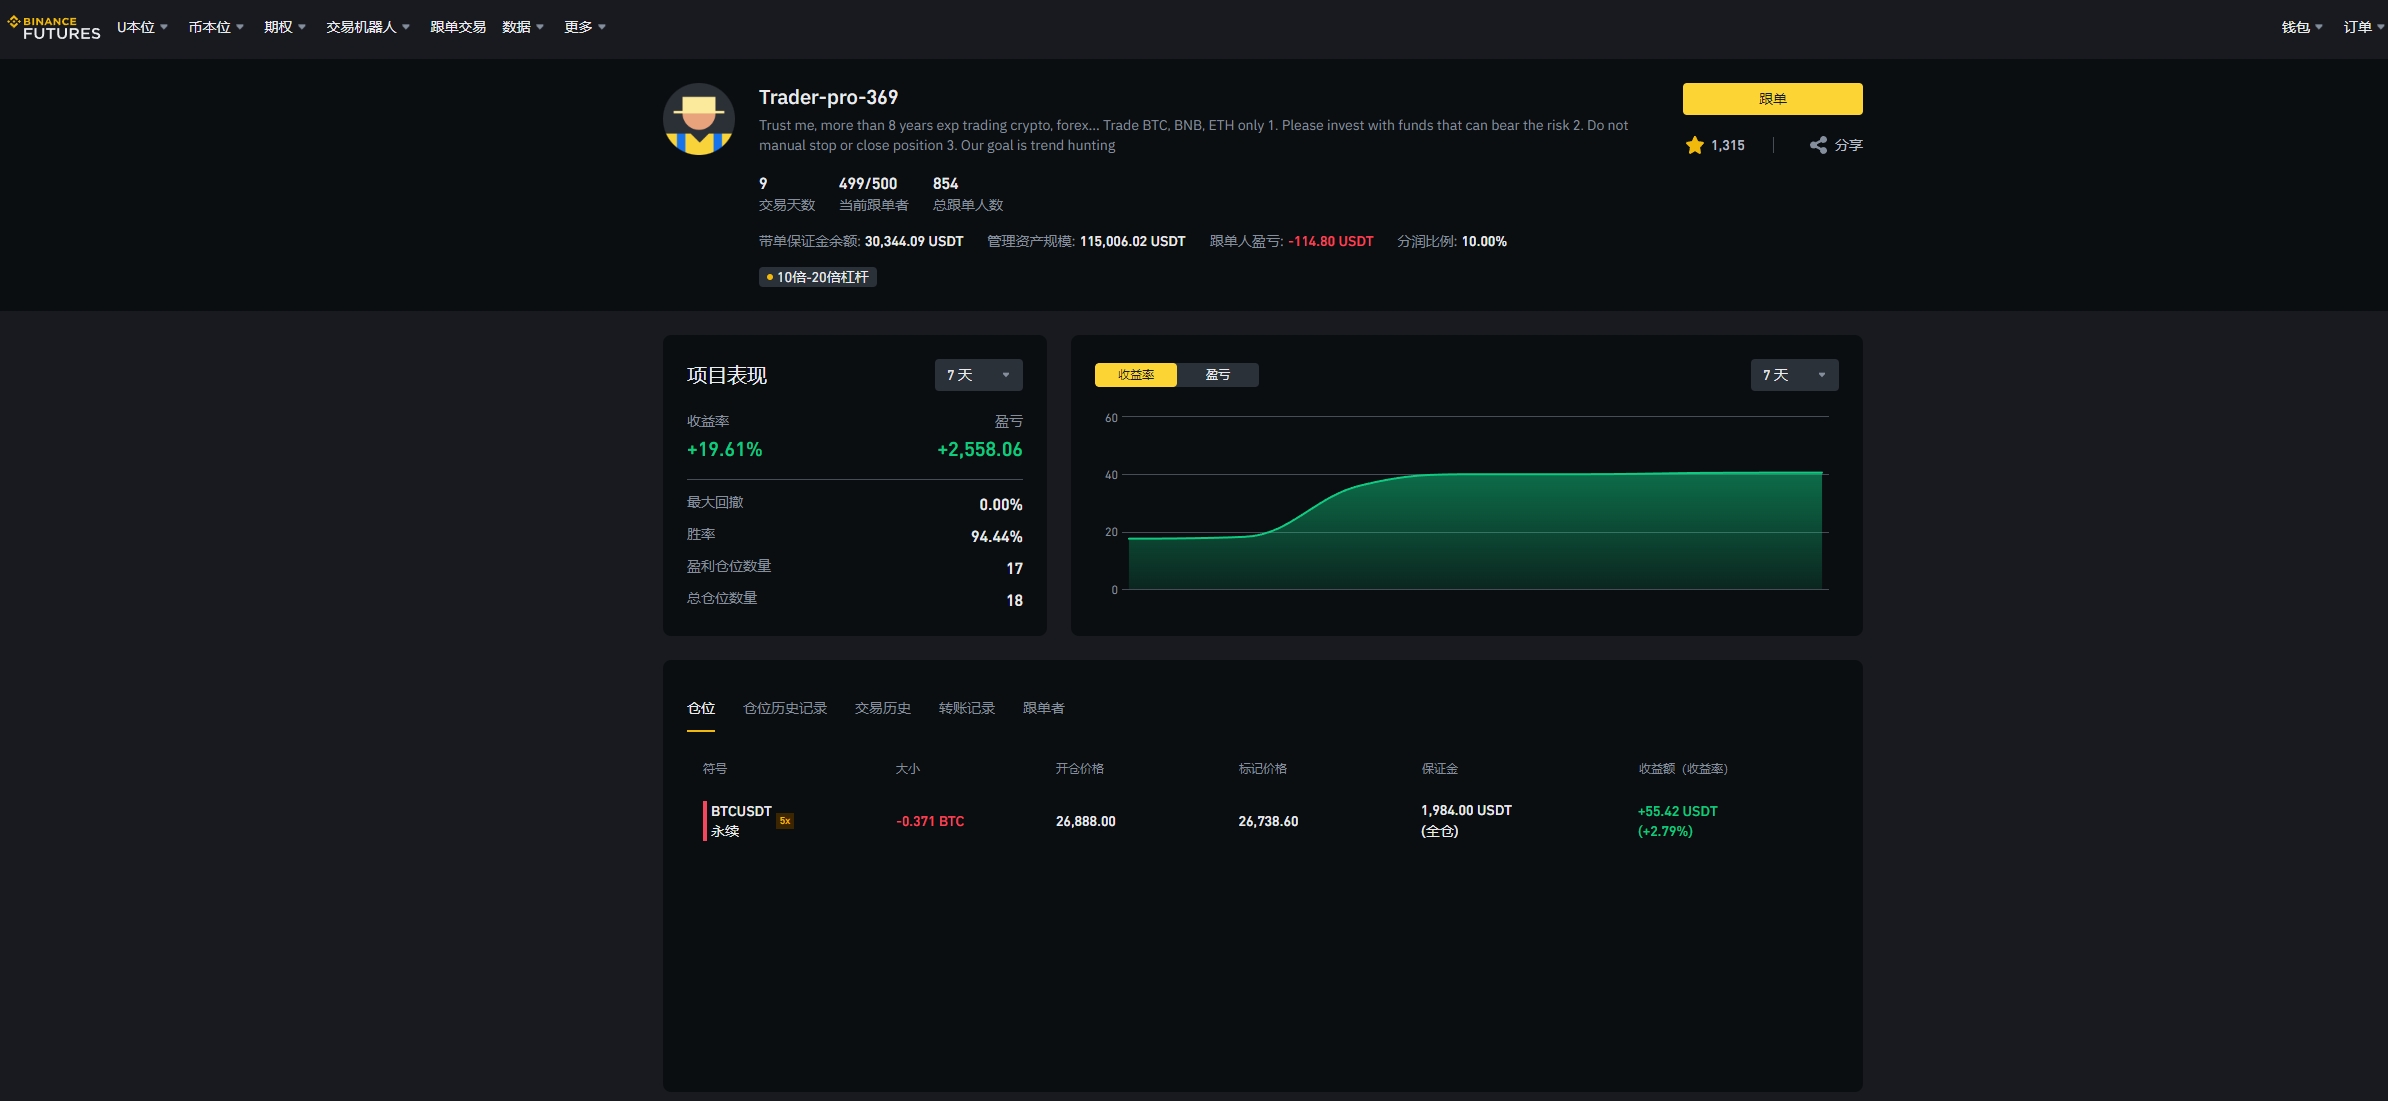 BINANCE
FUTURES
U本位 币本位 期权 交易机器人 跟单交易 数据 更多 钱包 订单
Trader-pro-369
Trust me, more than 8 years exp trading crypto, forex... Trade BTC, BNB, ETH only 1. Please invest with funds that can bear the risk 2. Do not
manual stop or close position 3. Our goal is trend hunting
跟单
1,315 分享
9 499/500 854
交易天数 当前跟单者 总跟单人数
带单保证金余额: 30,344.09 USDT 管理资产规模: 115,006.02 USDT 跟单人盈亏: -114.80 USDT 分润比例: 10.00%
10倍-20倍杠杆
项目表现 7 天
收益率 盈亏
+19.61% +2,558.06
最大回撤 0.00%
胜率 94.44%
盈利仓位数量 17
总仓位数量 18
收益率 盈亏 7 天
60
40
20
0
仓位 仓位历史记录 交易历史 转账记录 跟单者
符号 大小 开仓价格 标记价格 保证金 收益额（收益率）
BTCUSDT 永续 5x -0.371 BTC 26,888.00 26,738.60 1,984.00 USDT (全仓) +55.42 USDT (+2.79%)